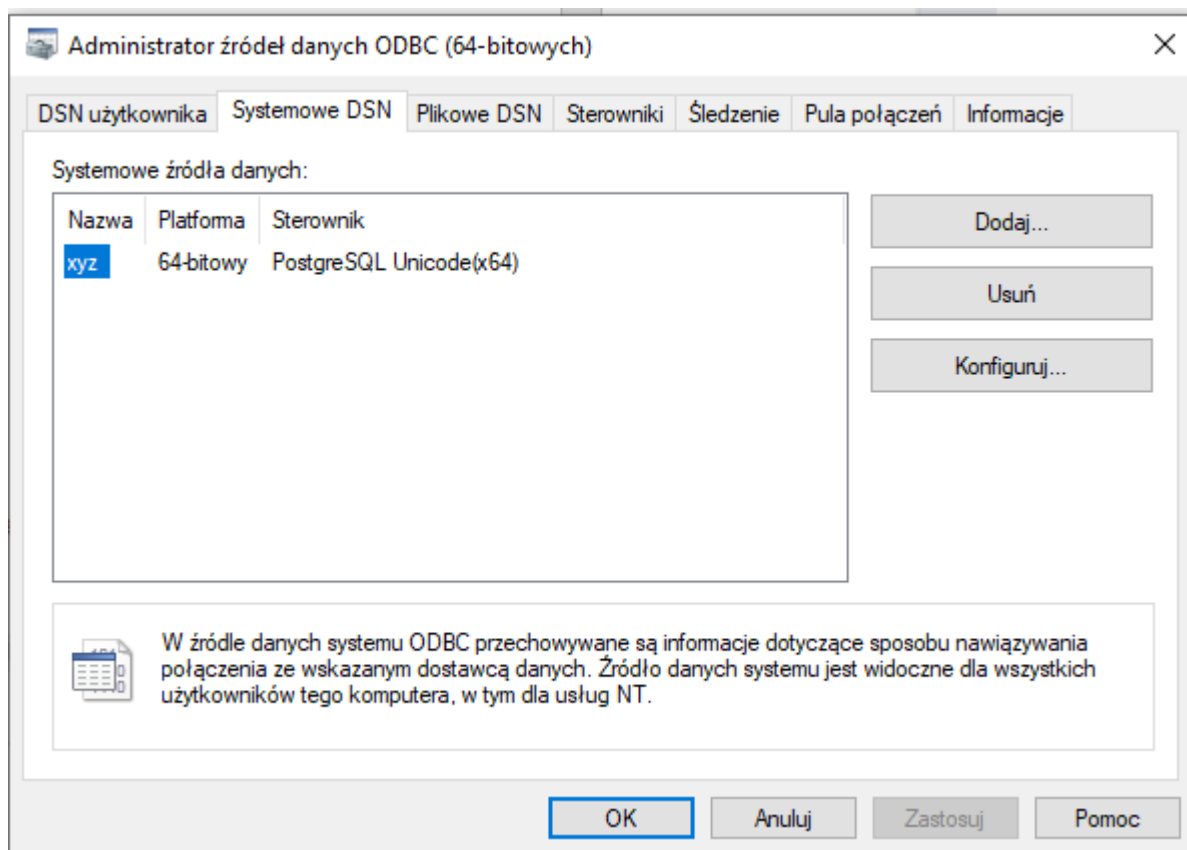 Administrator źródeł danych ODBC (64-bitowych)
DSN użytkownika Systemowe DSN Plikowe DSN Sterowniki Śledzenie Pula połączeń Informacje
Systemowe źródła danych:
Nazwa Platforma Sterownik
xyz 64-bitowy PostgreSQL Unicode(x64)
Dodaj...
Usuń
Konfiguruj...
W źródle danych systemu ODBC przechowywane są informacje dotyczące sposobu nawiązywania
połączenia ze wskazanym dostawcą danych. Źródło danych systemu jest widoczne dla wszystkich
użytkowników tego komputera, w tym dla usług NT.
OK Anuluj Zastosuj Pomoc